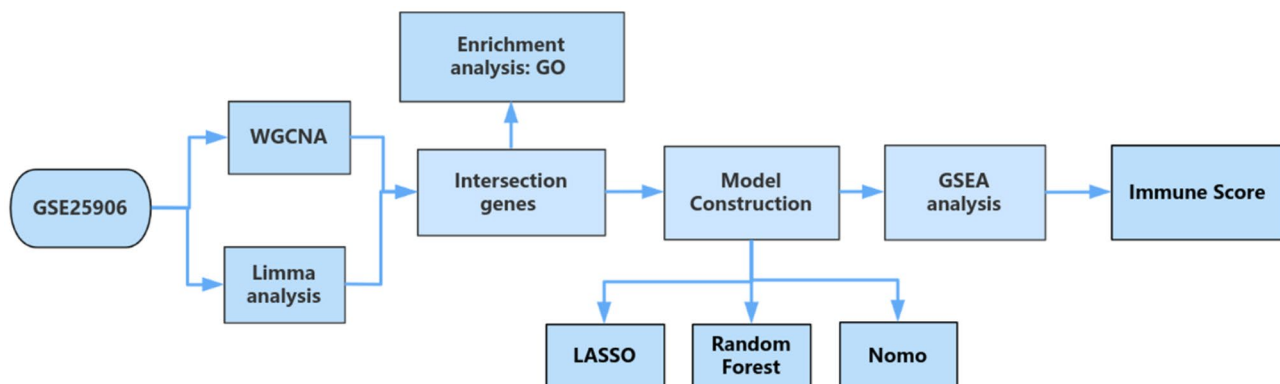 Enrichment
analysis: GO
WGCNA
GSE25906
Limma
analysis
Intersection
genes
Model
Construction
GSEA
analysis
Immune Score
LASSO
Random
Forest
Nomo